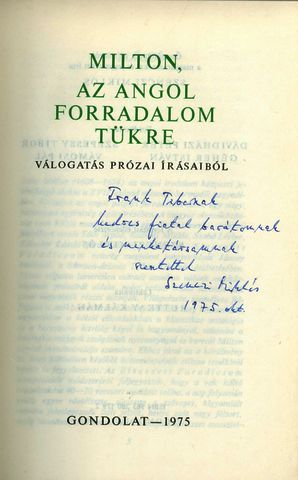 MILTON,
AZ ANGOL
FORRADALOM
TÜKRE
VÁLOGATÁS PRÓZAI ÍRÁSAIBÓL
Frank Tibornak
kedves fiatal barátomnak
és munkatársamnak
szeretettel
Szenczi Miklós
1975. okt.
GONDOLAT—1975